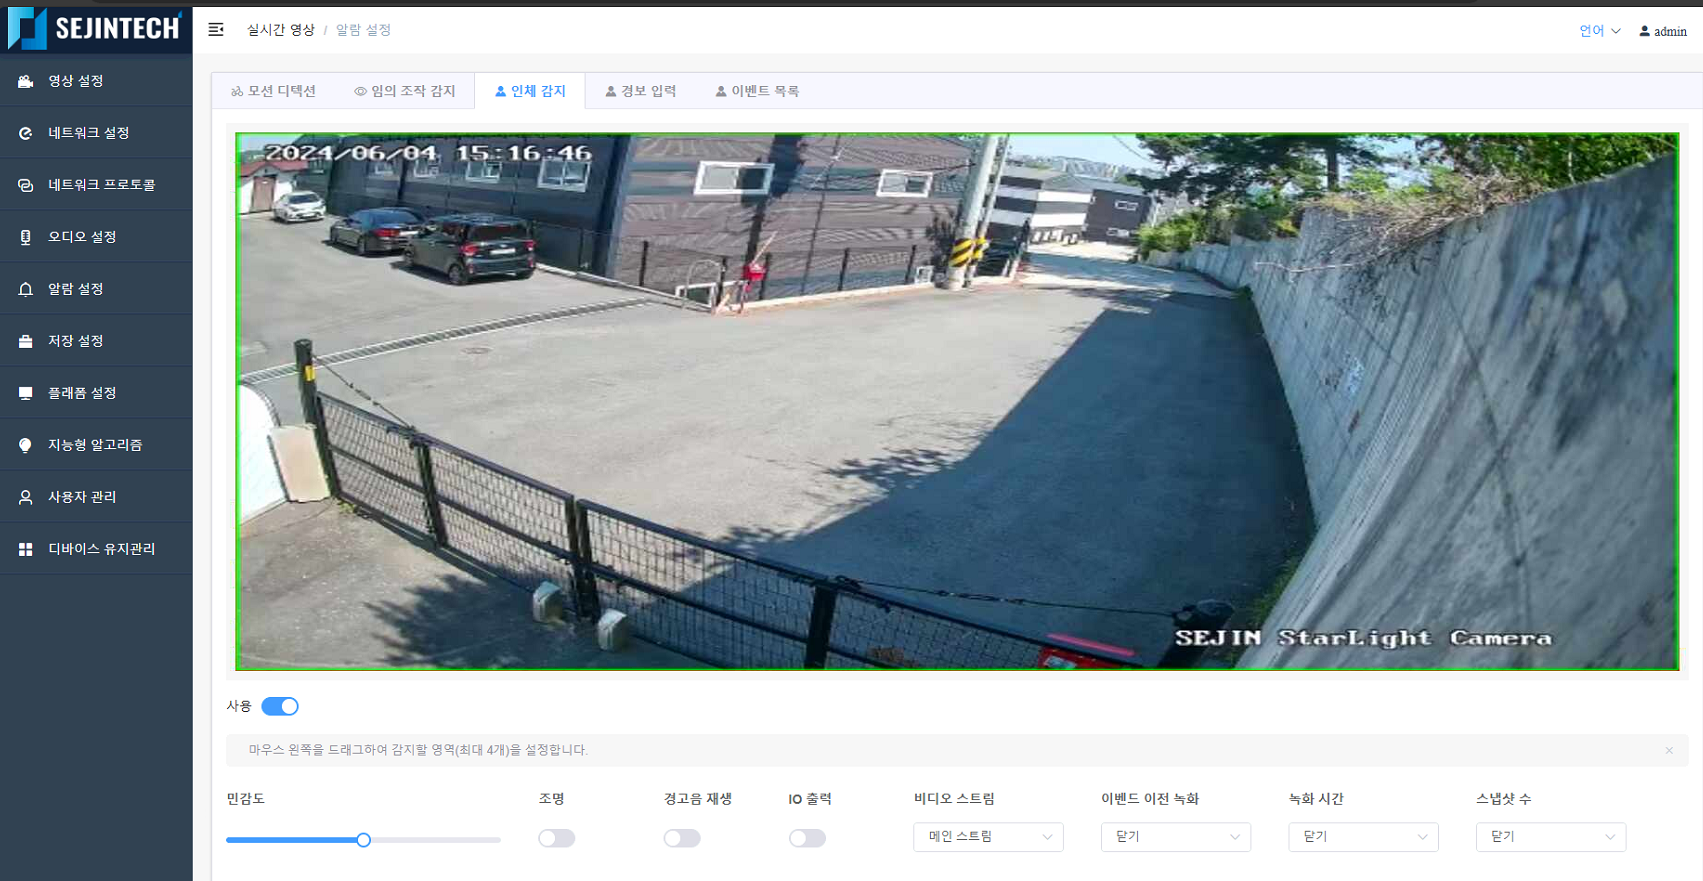 SEJINTECH
실시간 영상 / 알람 설정
언어
admin
영상 설정
네트워크 설정
네트워크 프로토콜
오디오 설정
알람 설정
저장 설정
플래폼 설정
지능형 알고리즘
사용자 관리
디바이스 유지관리
모션 디텍션
임의 조작 감지
인체 감지
경보 입력
이벤트 목록
2024/06/04 15:16:46
SEJIN StarLight Camera
사용
마우스 왼쪽을 드래그하여 감지할 영역(최대 4개)을 설정합니다.
민감도
조명
경고음 재생
IO 출력
비디오 스트림
이벤드 이전 녹화
녹화 시간
스냅샷 수
메인 스트림
닫기
닫기
닫기